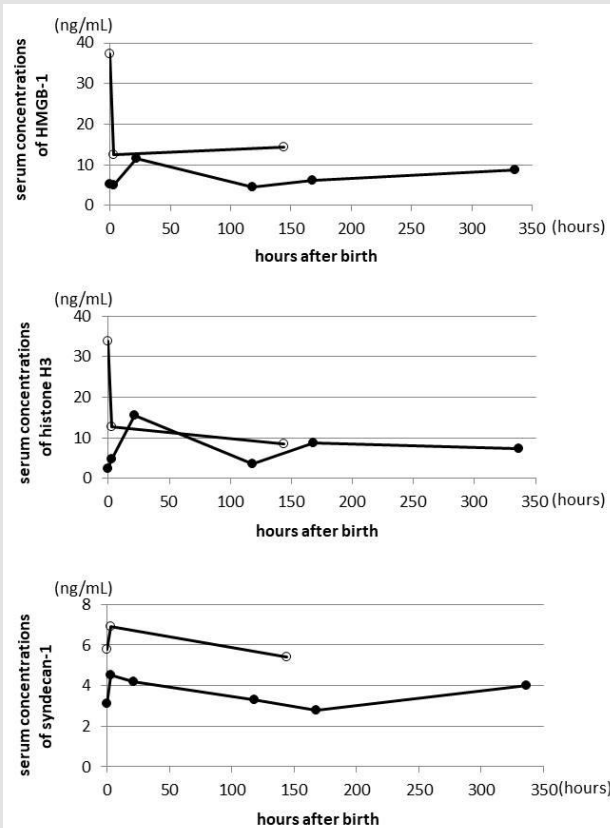 (ng/mL)
serum concentrations
of HMGB-1
40
30
20
10
0
0 50 100 150 200 250 300 350 (hours)
hours after birth
(ng/mL)
serum concentrations
of histone H3
40
30
20
10
0
0 50 100 150 200 250 300 350 (hours)
hours after birth
(ng/mL)
serum concentrations
of syndecan-1
8
6
4
2
0
0 50 100 150 200 250 300 350(hours)
hours after birth